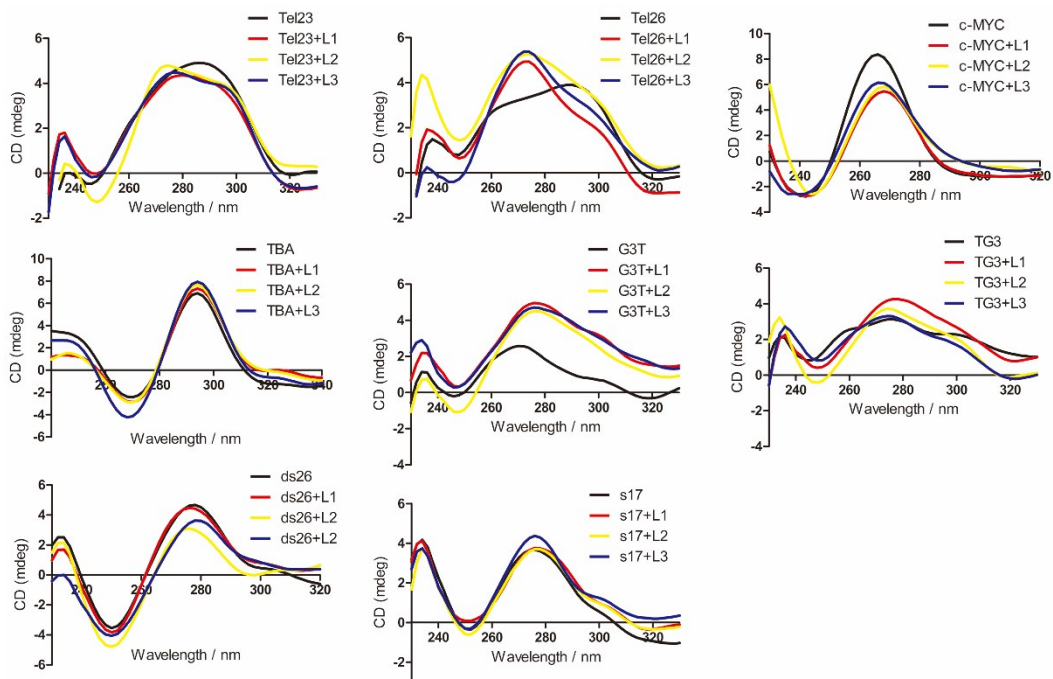 Tel23
Tel23+L1
Tel23+L2
Tel23+L3
CD (mdeg)
6
4
2
0
-2
240
260
280
300
320
Wavelength / nm
Tel26
Tel26+L1
Tel26+L2
Tel26+L3
CD (mdeg)
6
4
2
0
-2
240
260
280
300
320
Wavelength / nm
c-MYC
c-MYC+L1
c-MYC+L2
c-MYC+L3
CD (mdeg)
10
8
6
4
2
0
-2
-4
-6
240
260
280
300
320
Wavelength / nm
TBA
TBA+L1
TBA+L2
TBA+L3
CD (mdeg)
10
8
6
4
2
0
-2
-4
-6
260
280
300
320
340
Wavelength / nm
G3T
G3T+L1
G3T+L2
G3T+L3
CD (mdeg)
8
6
4
2
0
-2
-4
240
260
280
300
320
Wavelength / nm
TG3
TG3+L1
TG3+L2
TG3+L3
CD (mdeg)
6
4
2
0
-2
-4
240
260
280
300
320
Wavelength / nm
ds26
ds26+L1
ds26+L2
ds26+L2
CD (mdeg)
6
4
2
0
-2
-4
-6
240
260
280
300
320
Wavelength / nm
s17
s17+L1
s17+L2
s17+L3
CD (mdeg)
6
4
2
0
-2
240
260
280
300
320
Wavelength / nm